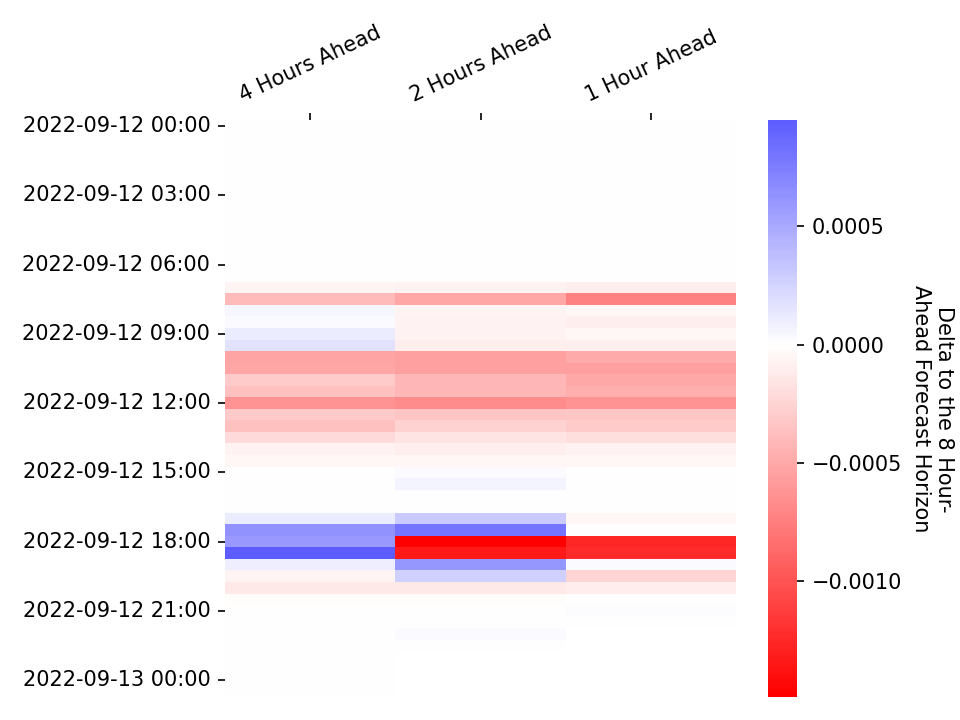 4 Hours Ahead
2 Hours Ahead
1 Hour Ahead
2022-09-12 00:00
2022-09-12 03:00
2022-09-12 06:00
2022-09-12 09:00
2022-09-12 12:00
2022-09-12 15:00
2022-09-12 18:00
2022-09-12 21:00
2022-09-13 00:00
0.0005
0.0000
−0.0005
−0.0010
Delta to the 8 Hour-
Ahead Forecast Horizon